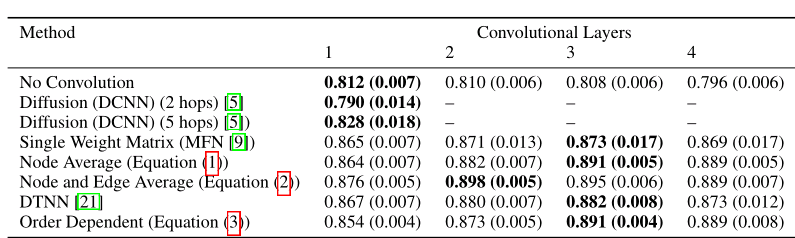 Method Convolutional Layers
1 2 3 4
No Convolution 0.812 (0.007) 0.810 (0.006) 0.808 (0.006) 0.796 (0.006)
Diffusion (DCNN) (2 hops) [5] 0.790 (0.014) – – –
Diffusion (DCNN) (5 hops) [5]) 0.828 (0.018) – – –
Single Weight Matrix (MFN [9]) 0.865 (0.007) 0.871 (0.013) 0.873 (0.017) 0.869 (0.017)
Node Average (Equation (1)) 0.864 (0.007) 0.882 (0.007) 0.891 (0.005) 0.889 (0.005)
Node and Edge Average (Equation (2)) 0.876 (0.005) 0.898 (0.005) 0.895 (0.006) 0.889 (0.007)
DTNN [21] 0.867 (0.007) 0.880 (0.007) 0.882 (0.008) 0.873 (0.012)
Order Dependent (Equation (3)) 0.854 (0.004) 0.873 (0.005) 0.891 (0.004) 0.889 (0.008)